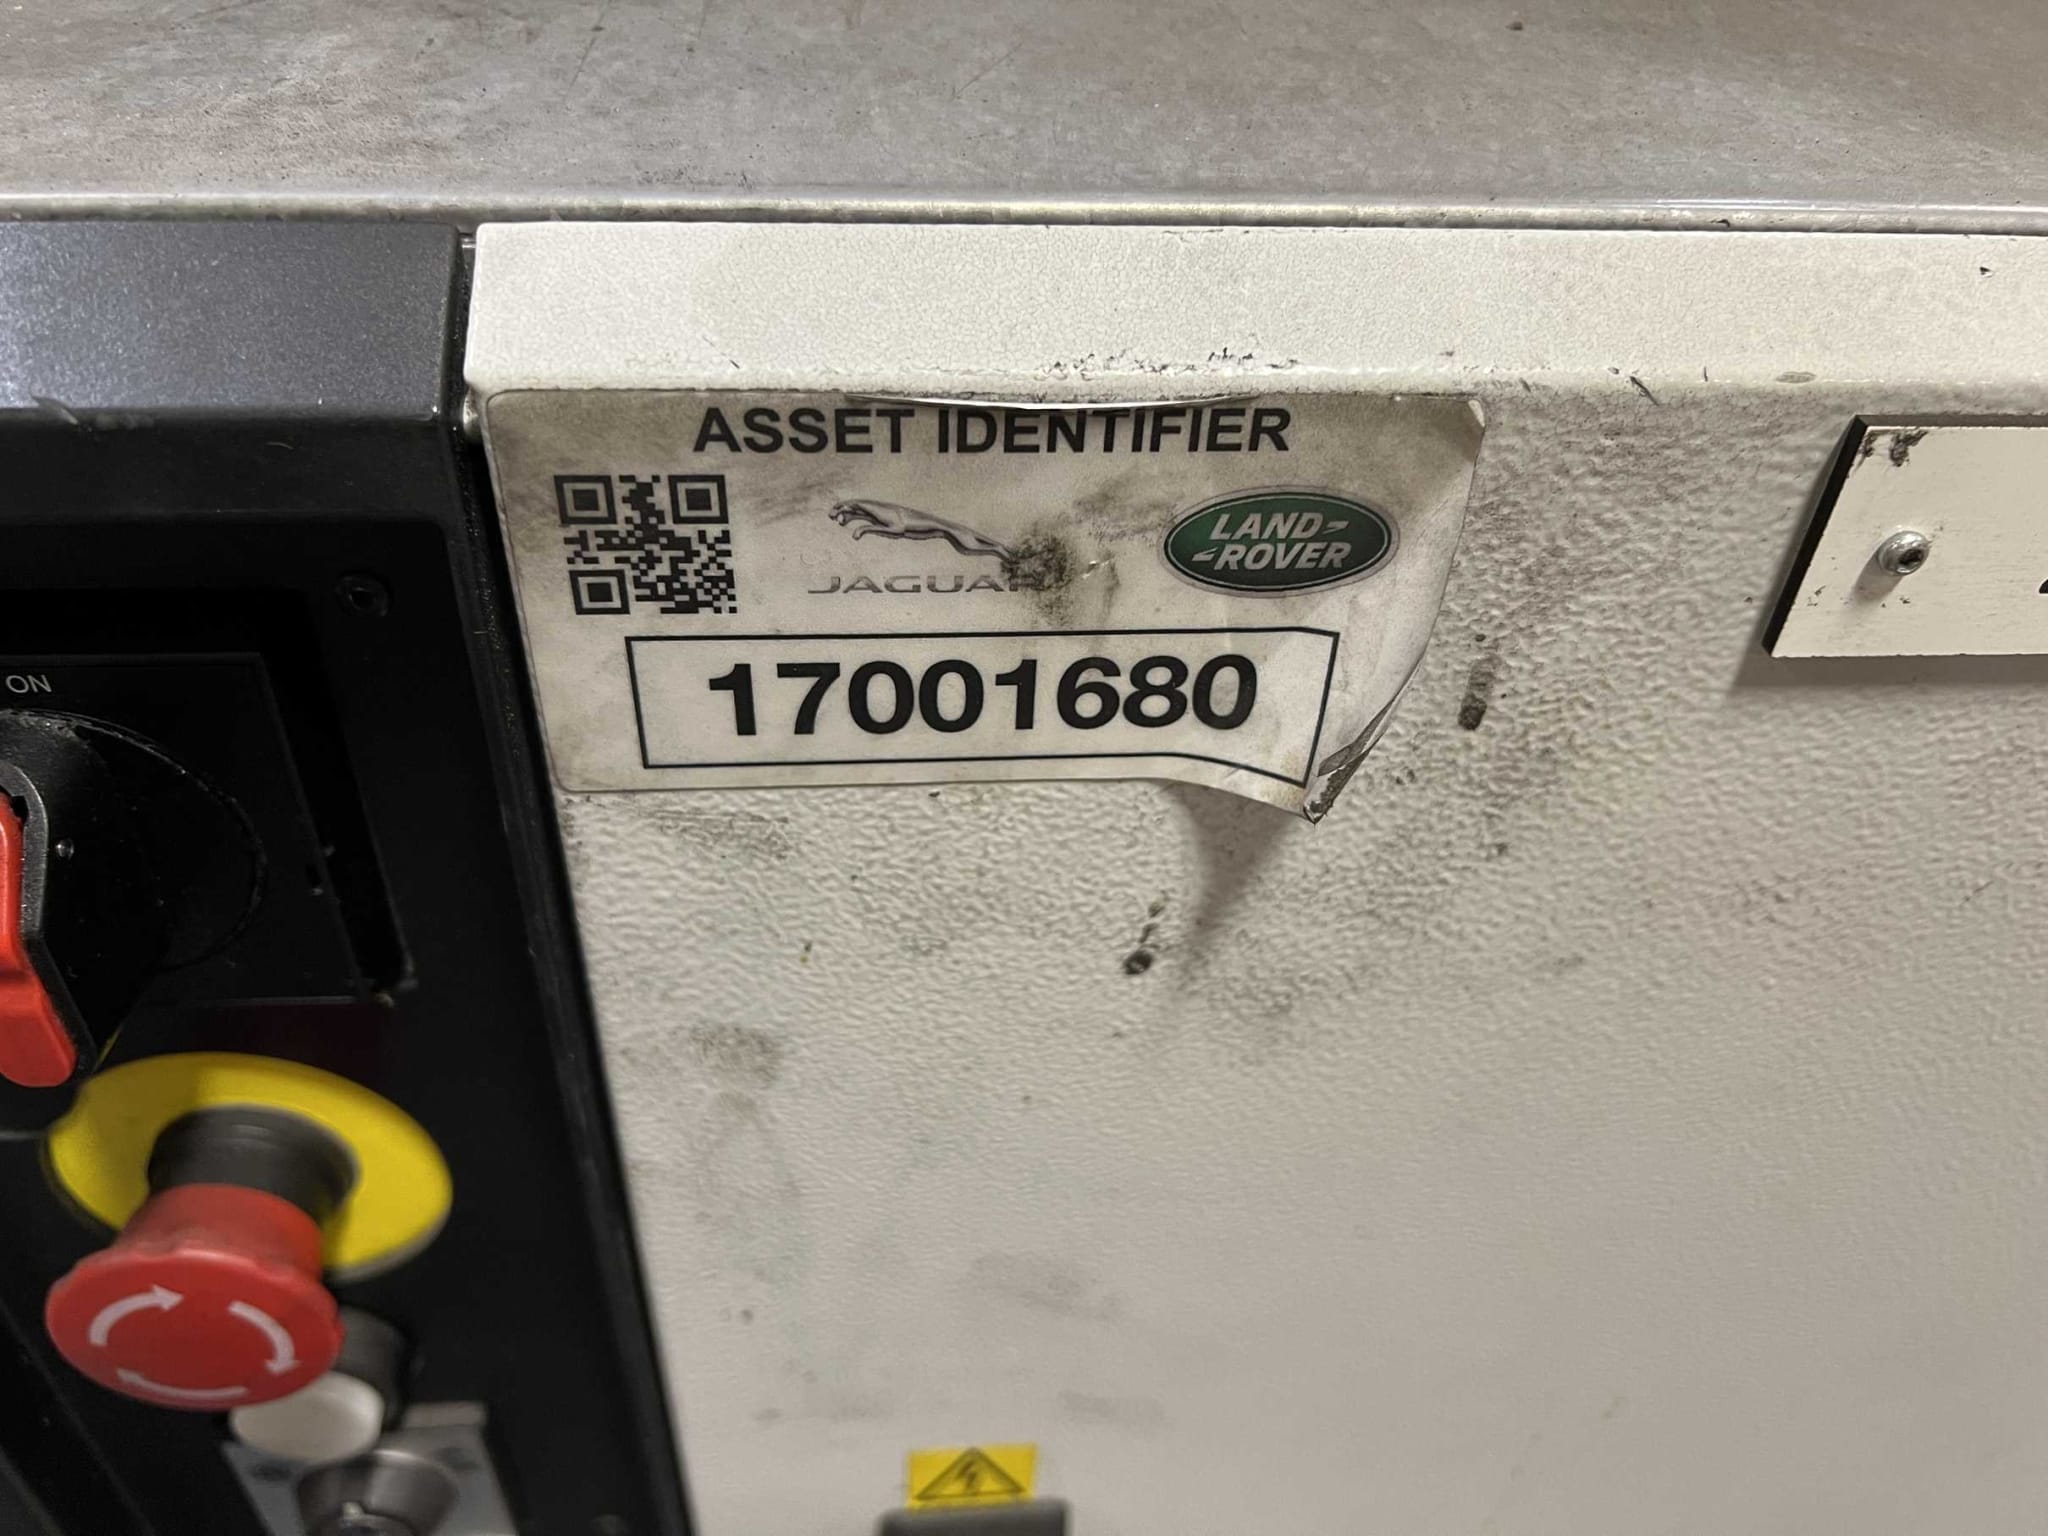 ASSET IDENTIFIER
JAGUAR
LAND-
-ROVER
17001680
ON